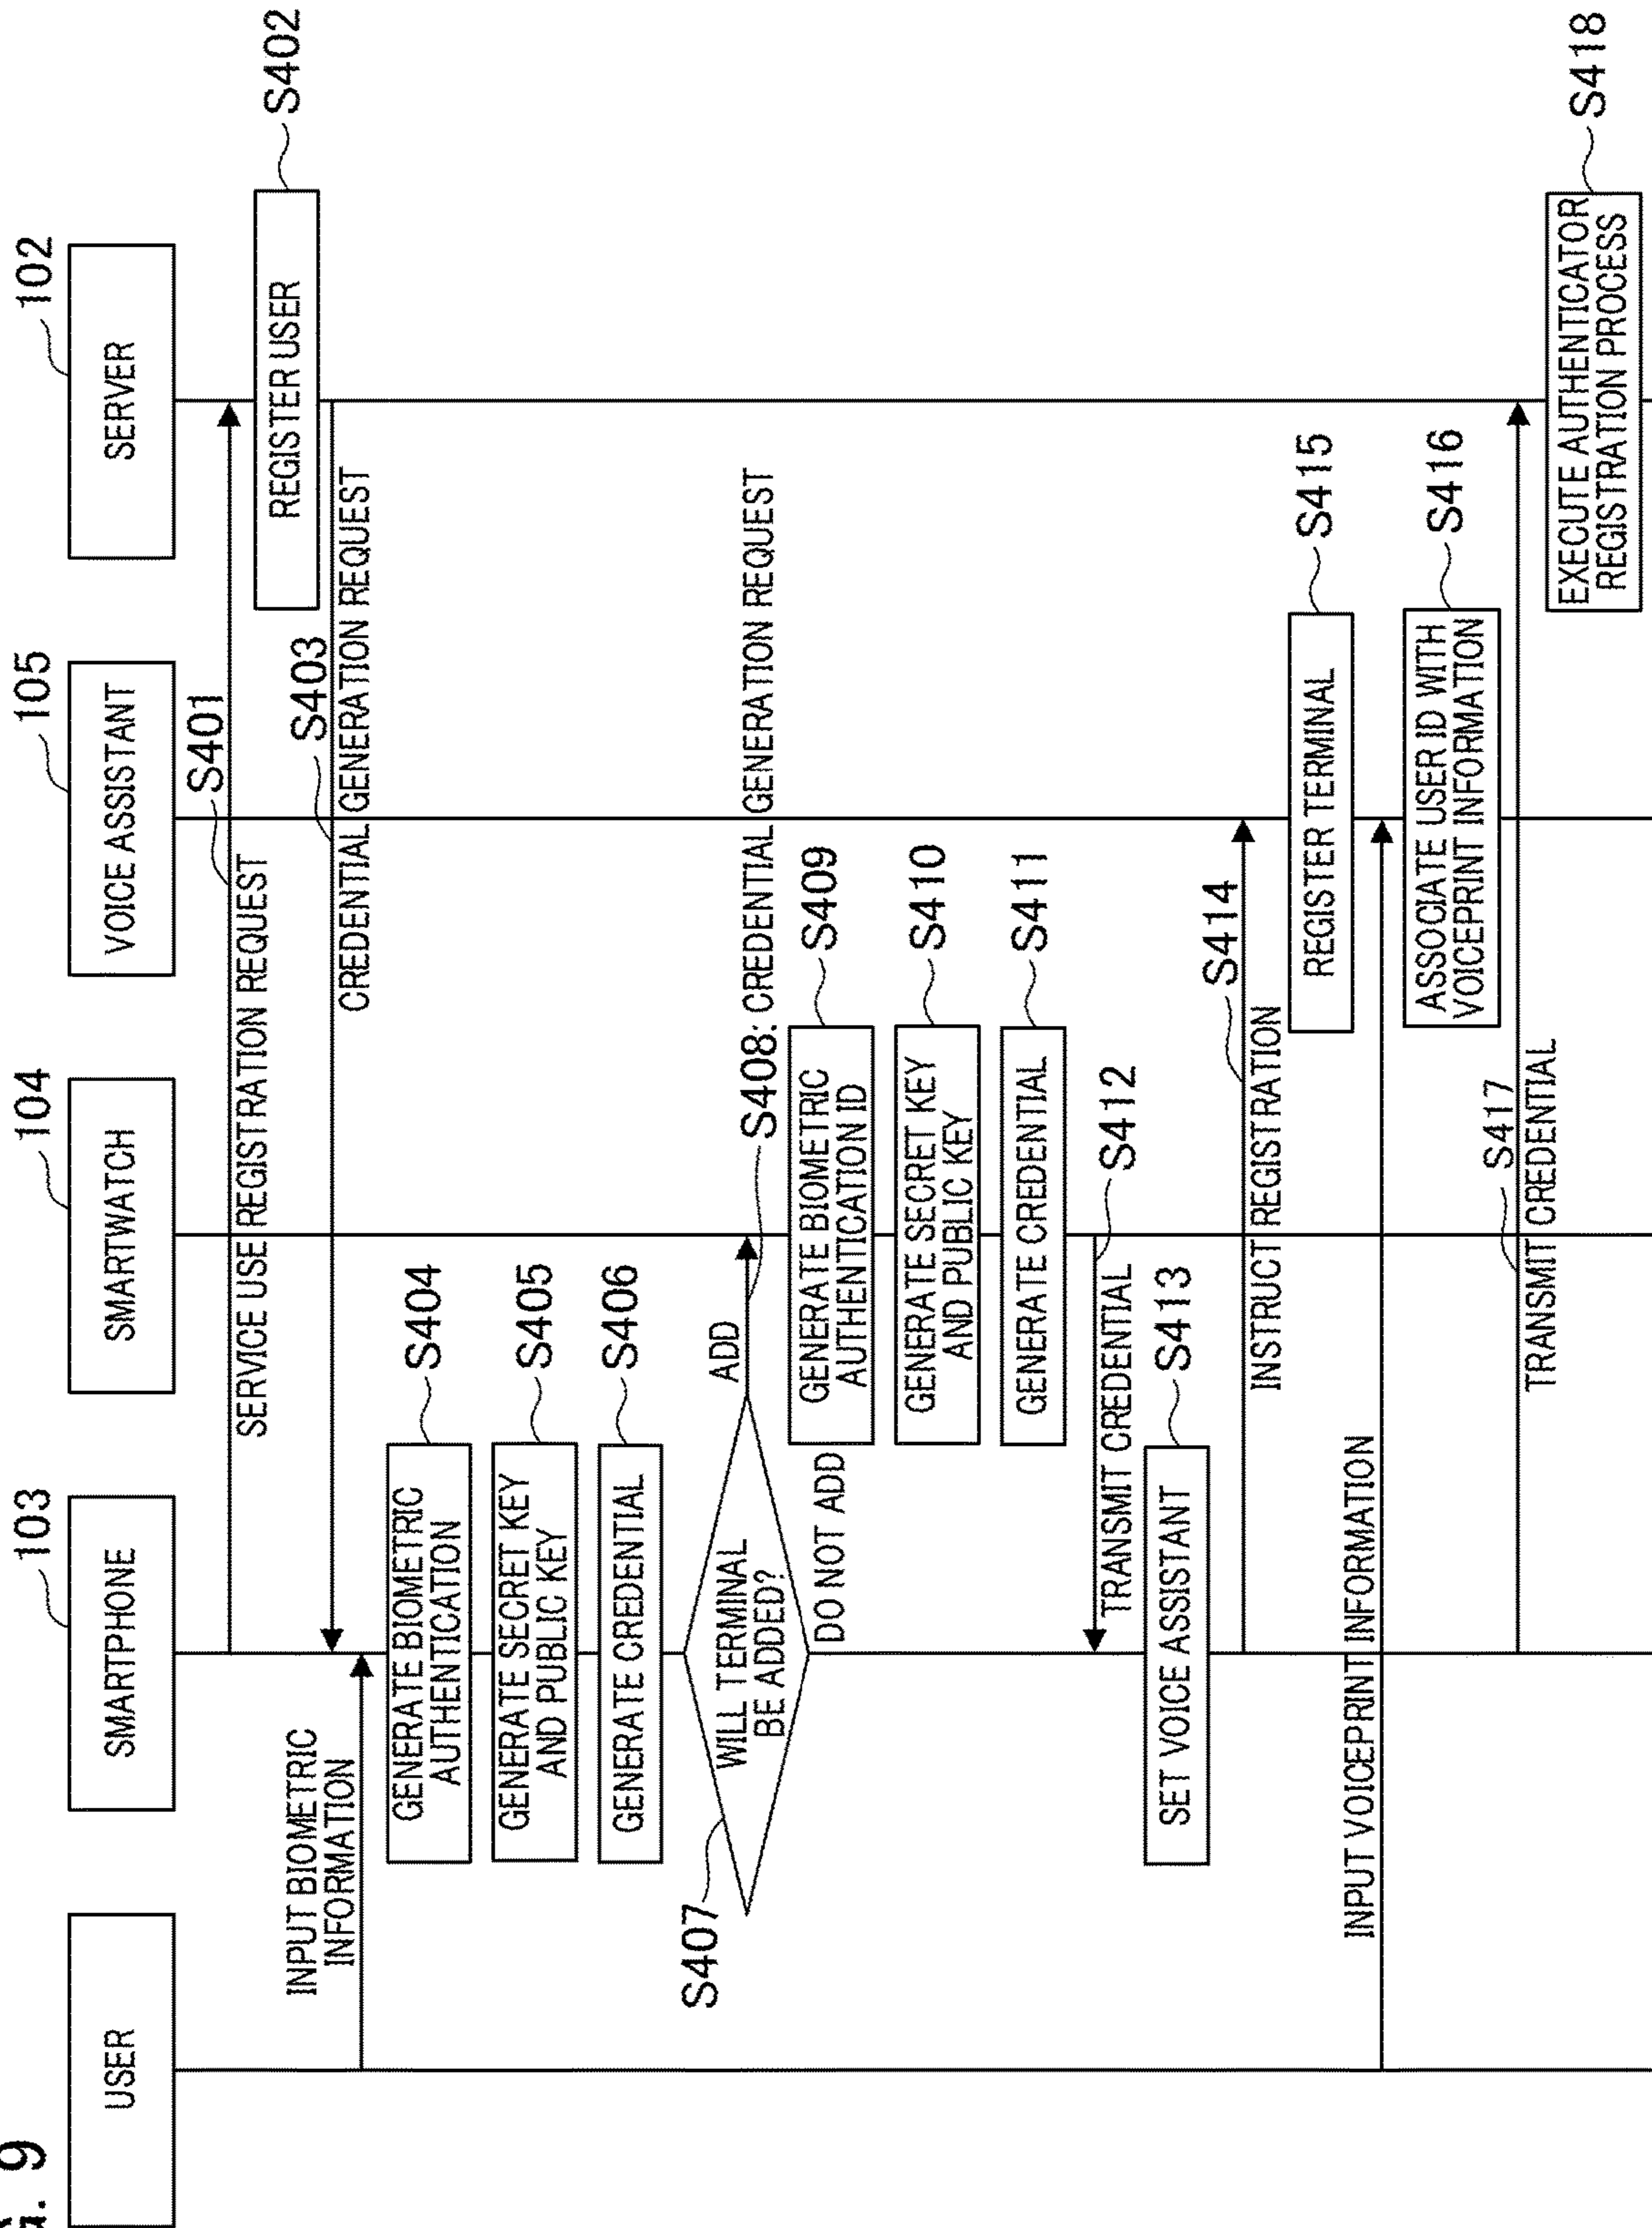 G. 9
USER
SMARTPHONE
103
SMARTWATCH
104
VOICE ASSISTANT
105
SERVER
102
S401
SERVICE USE REGISTRATION REQUEST
REGISTER USER
S402
S403
CREDENTIAL GENERATION REQUEST
INPUT BIOMETRIC
INFORMATION
GENERATE BIOMETRIC
AUTHENTICATION
S404
GENERATE SECRET KEY
AND PUBLIC KEY
S405
GENERATE CREDENTIAL
S406
S407
WILL TERMINAL
BE ADDED?
ADD
DO NOT ADD
S408: CREDENTIAL GENERATION REQUEST
GENERATE BIOMETRIC
AUTHENTICATION ID
S409
GENERATE SECRET KEY
AND PUBLIC KEY
S410
GENERATE CREDENTIAL
S411
S412
TRANSMIT CREDENTIAL
SET VOICE ASSISTANT
S413
S414
INSTRUCT REGISTRATION
REGISTER TERMINAL
S415
INPUT VOICEPRINT INFORMATION
ASSOCIATE USER ID WITH
VOICEPRINT INFORMATION
S416
S417
TRANSMIT CREDENTIAL
EXECUTE AUTHENTICATOR
REGISTRATION PROCESS
S418